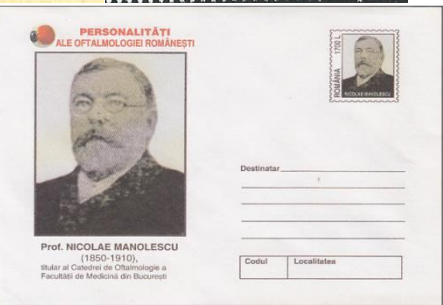 PERSONALITĂȚI
ALE OFTALMOLOGIEI ROMÂNEȘTI
ROMÂNIA 1700 L
NICOLAE MANOLESCU
Destinatar
Prof. NICOLAE MANOLESCU
(1850-1910),
titular al Catedrei de Oftalmologie a
Facultății de Medicină din București
Codul Localitatea